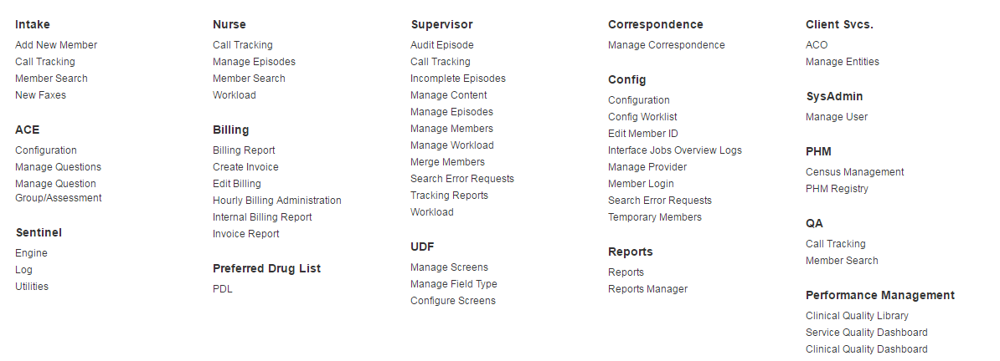 Intake
Add New Member
Call Tracking
Member Search
New Faxes
ACE
Configuration
Manage Questions
Manage Question
Group/Assessment
Sentinel
Engine
Log
Utilities
Nurse
Call Tracking
Manage Episodes
Member Search
Workload
Billing
Billing Report
Create Invoice
Edit Billing
Hourly Billing Administration
Internal Billing Report
Invoice Report
Preferred Drug List
PDL
Supervisor
Audit Episode
Call Tracking
Incomplete Episodes
Manage Content
Manage Episodes
Manage Members
Manage Workload
Merge Members
Search Error Requests
Tracking Reports
Workload
UDF
Manage Screens
Manage Field Type
Configure Screens
Correspondence
Manage Correspondence
Config
Configuration
Config Worklist
Edit Member ID
Interface Jobs Overview Logs
Manage Provider
Member Login
Search Error Requests
Temporary Members
Reports
Reports
Reports Manager
Client Svcs.
ACO
Manage Entities
SysAdmin
Manage User
PHM
Census Management
PHM Registry
QA
Call Tracking
Member Search
Performance Management
Clinical Quality Library
Service Quality Dashboard
Clinical Quality Dashboard